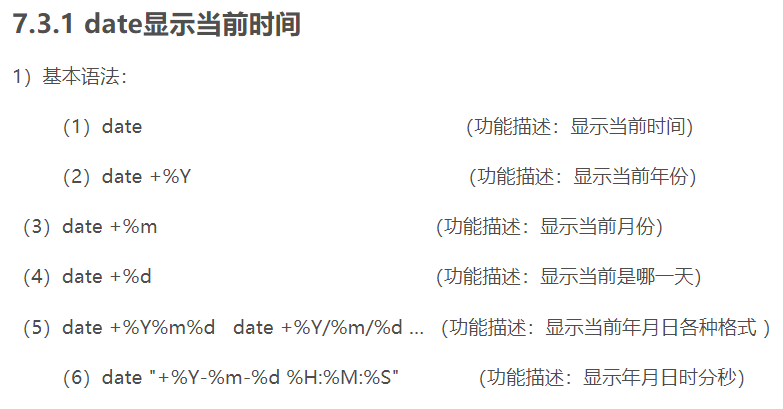 7.3.1 date显示当前时间
1）基本语法：
（1）date （功能描述：显示当前时间）
（2）date +%Y （功能描述：显示当前年份）
（3）date +%m （功能描述：显示当前月份）
（4）date +%d （功能描述：显示当前是哪一天）
（5）date +%Y%m%d date +%Y/%m/%d … （功能描述：显示当前年月日各种格式 ）
（6）date "+%Y-%m-%d %H:%M:%S" （功能描述：显示年月日时分秒）